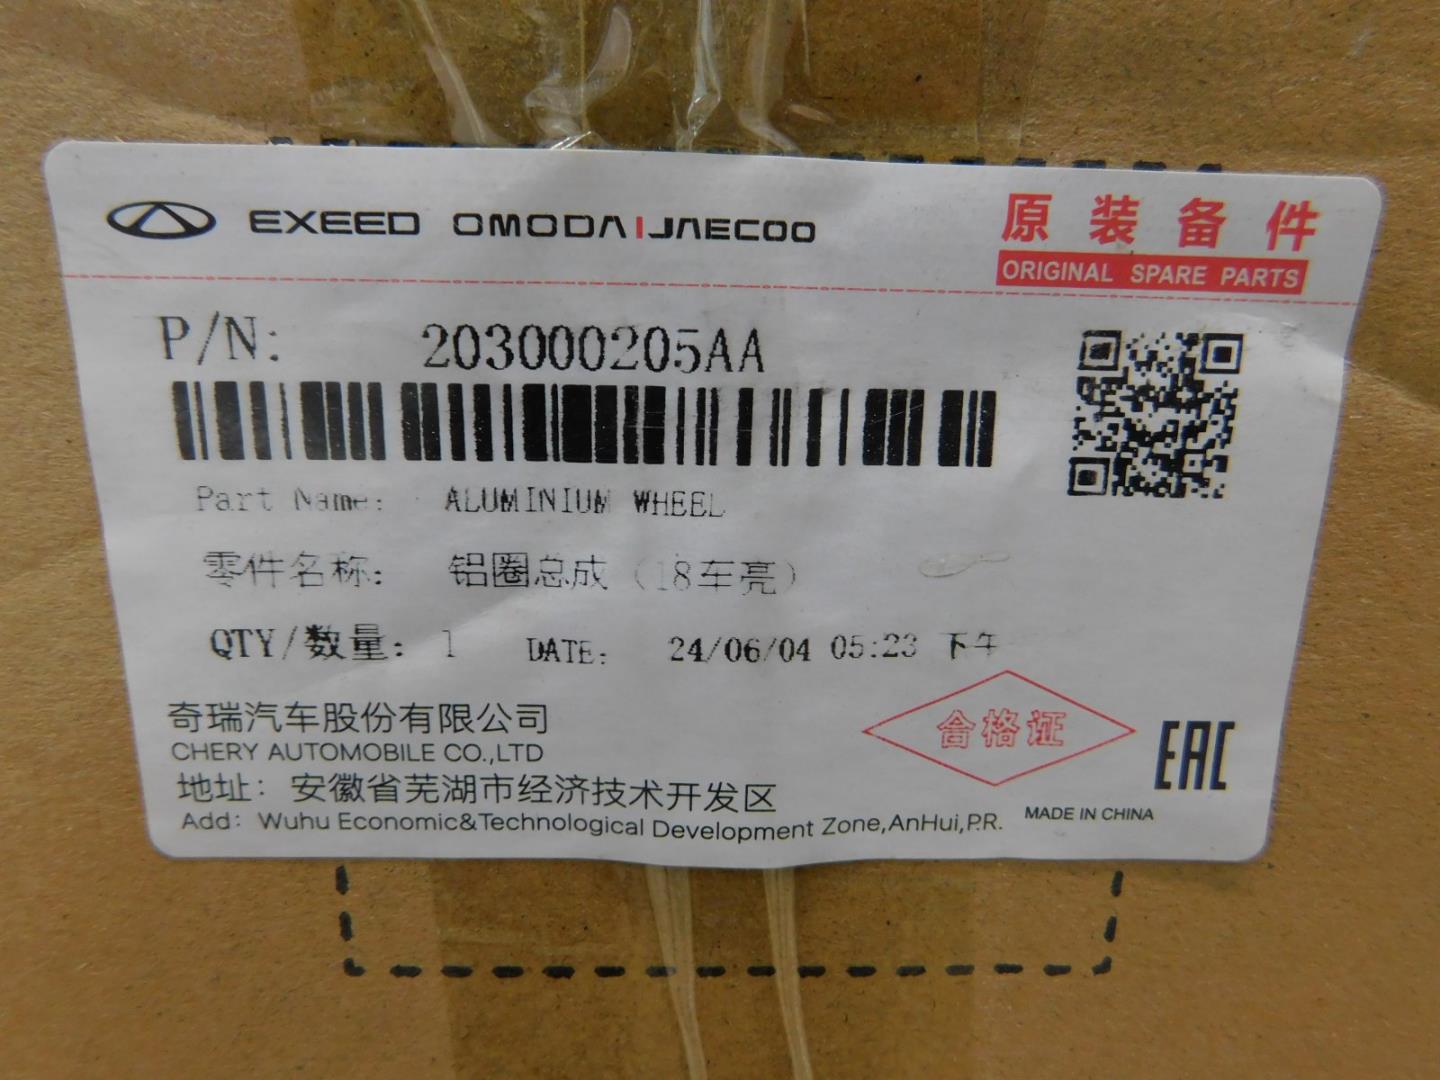 EXEED OMODA|JAECOO
原装备件
ORIGINAL SPARE PARTS
P/N: 203000205AA
Part Name: ALUMINIUM WHEEL
零件名称: 铝圈总成（18车亮）
QTY/数量: 1 DATE: 24/06/04 05:23 下午
奇瑞汽车股份有限公司
CHERY AUTOMOBILE CO.,LTD
合格证
EAC
地址：安徽省芜湖市经济技术开发区
Add: Wuhu Economic&Technological Development Zone,AnHui,P.R.
MADE IN CHINA